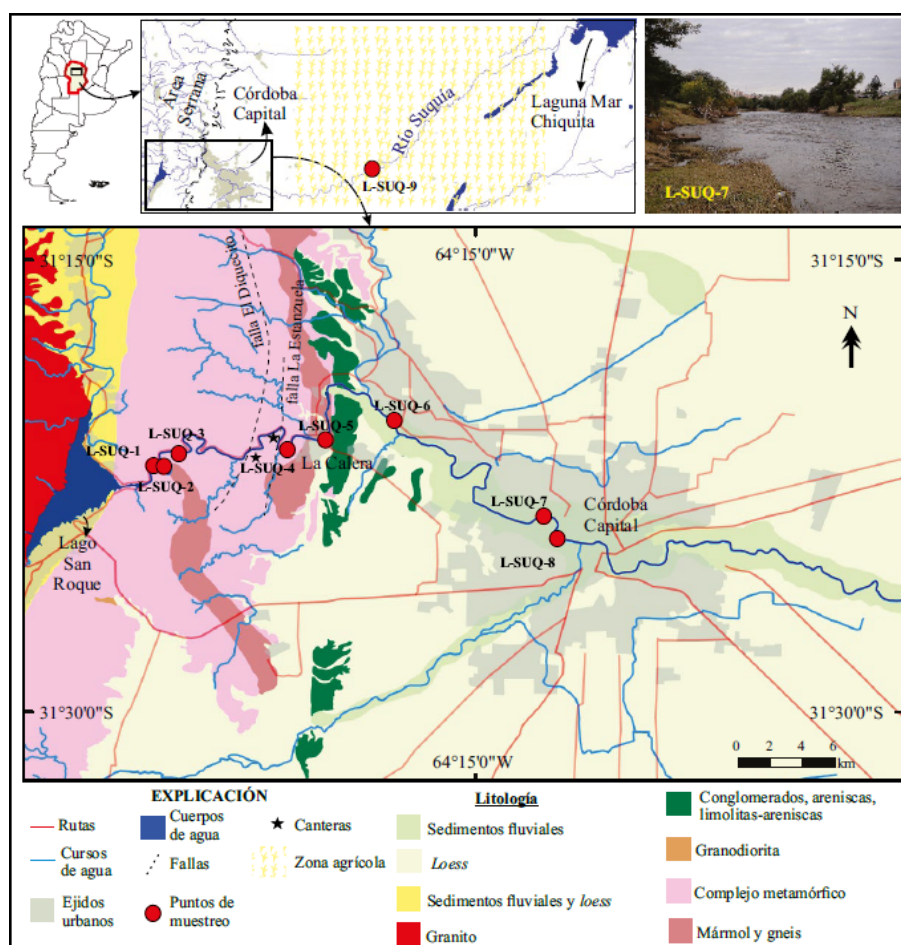 Área
Serrana
Córdoba
Capital
Río Suquía
Laguna Mar
Chiquita
L-SUQ-9
L-SUQ-7
31°15'0"S
64°15'0"W
31°15'0"S
falla El Diquecito
falla La Estanzuela
N
L-SUQ-6
L-SUQ-3
L-SUQ-5
L-SUQ-1
L-SUQ-4
La Calera
L-SUQ-2
L-SUQ-7
Córdoba
Capital
L-SUQ-8
Lago
San
Roque
31°30'0"S
31°30'0"S
64°15'0"W
0 2 4 6
km
EXPLICACIÓN
Rutas
Cursos
de agua
Ejidos
urbanos
Cuerpos
de agua
Fallas
Puntos de
muestreo
Canteras
Zona agrícola
Litología
Sedimentos fluviales
Loess
Sedimentos fluviales y loess
Granito
Conglomerados, areniscas,
limolitas-areniscas
Granodiorita
Complejo metamórfico
Mármol y gneis